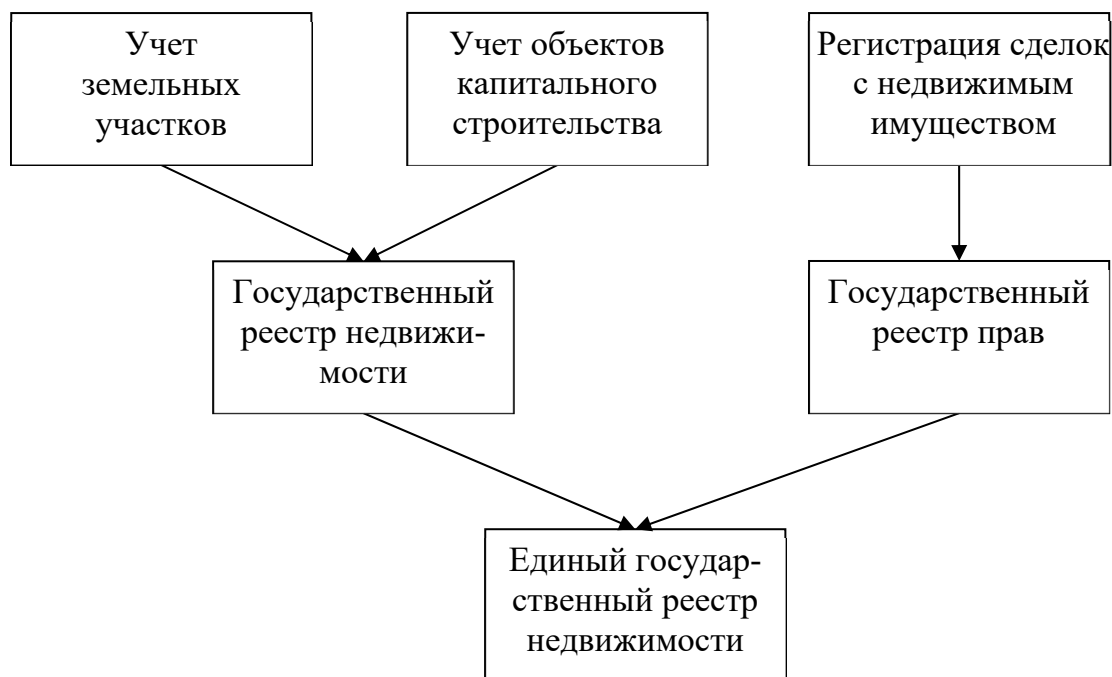 Учет
земельных
участков
Учет объектов
капитального
строительства
Регистрация сделок
с недвижимым
имуществом
Государственный
реестр недвижи-
мости
Государственный
реестр прав
Единый государ-
ственный реестр
недвижимости